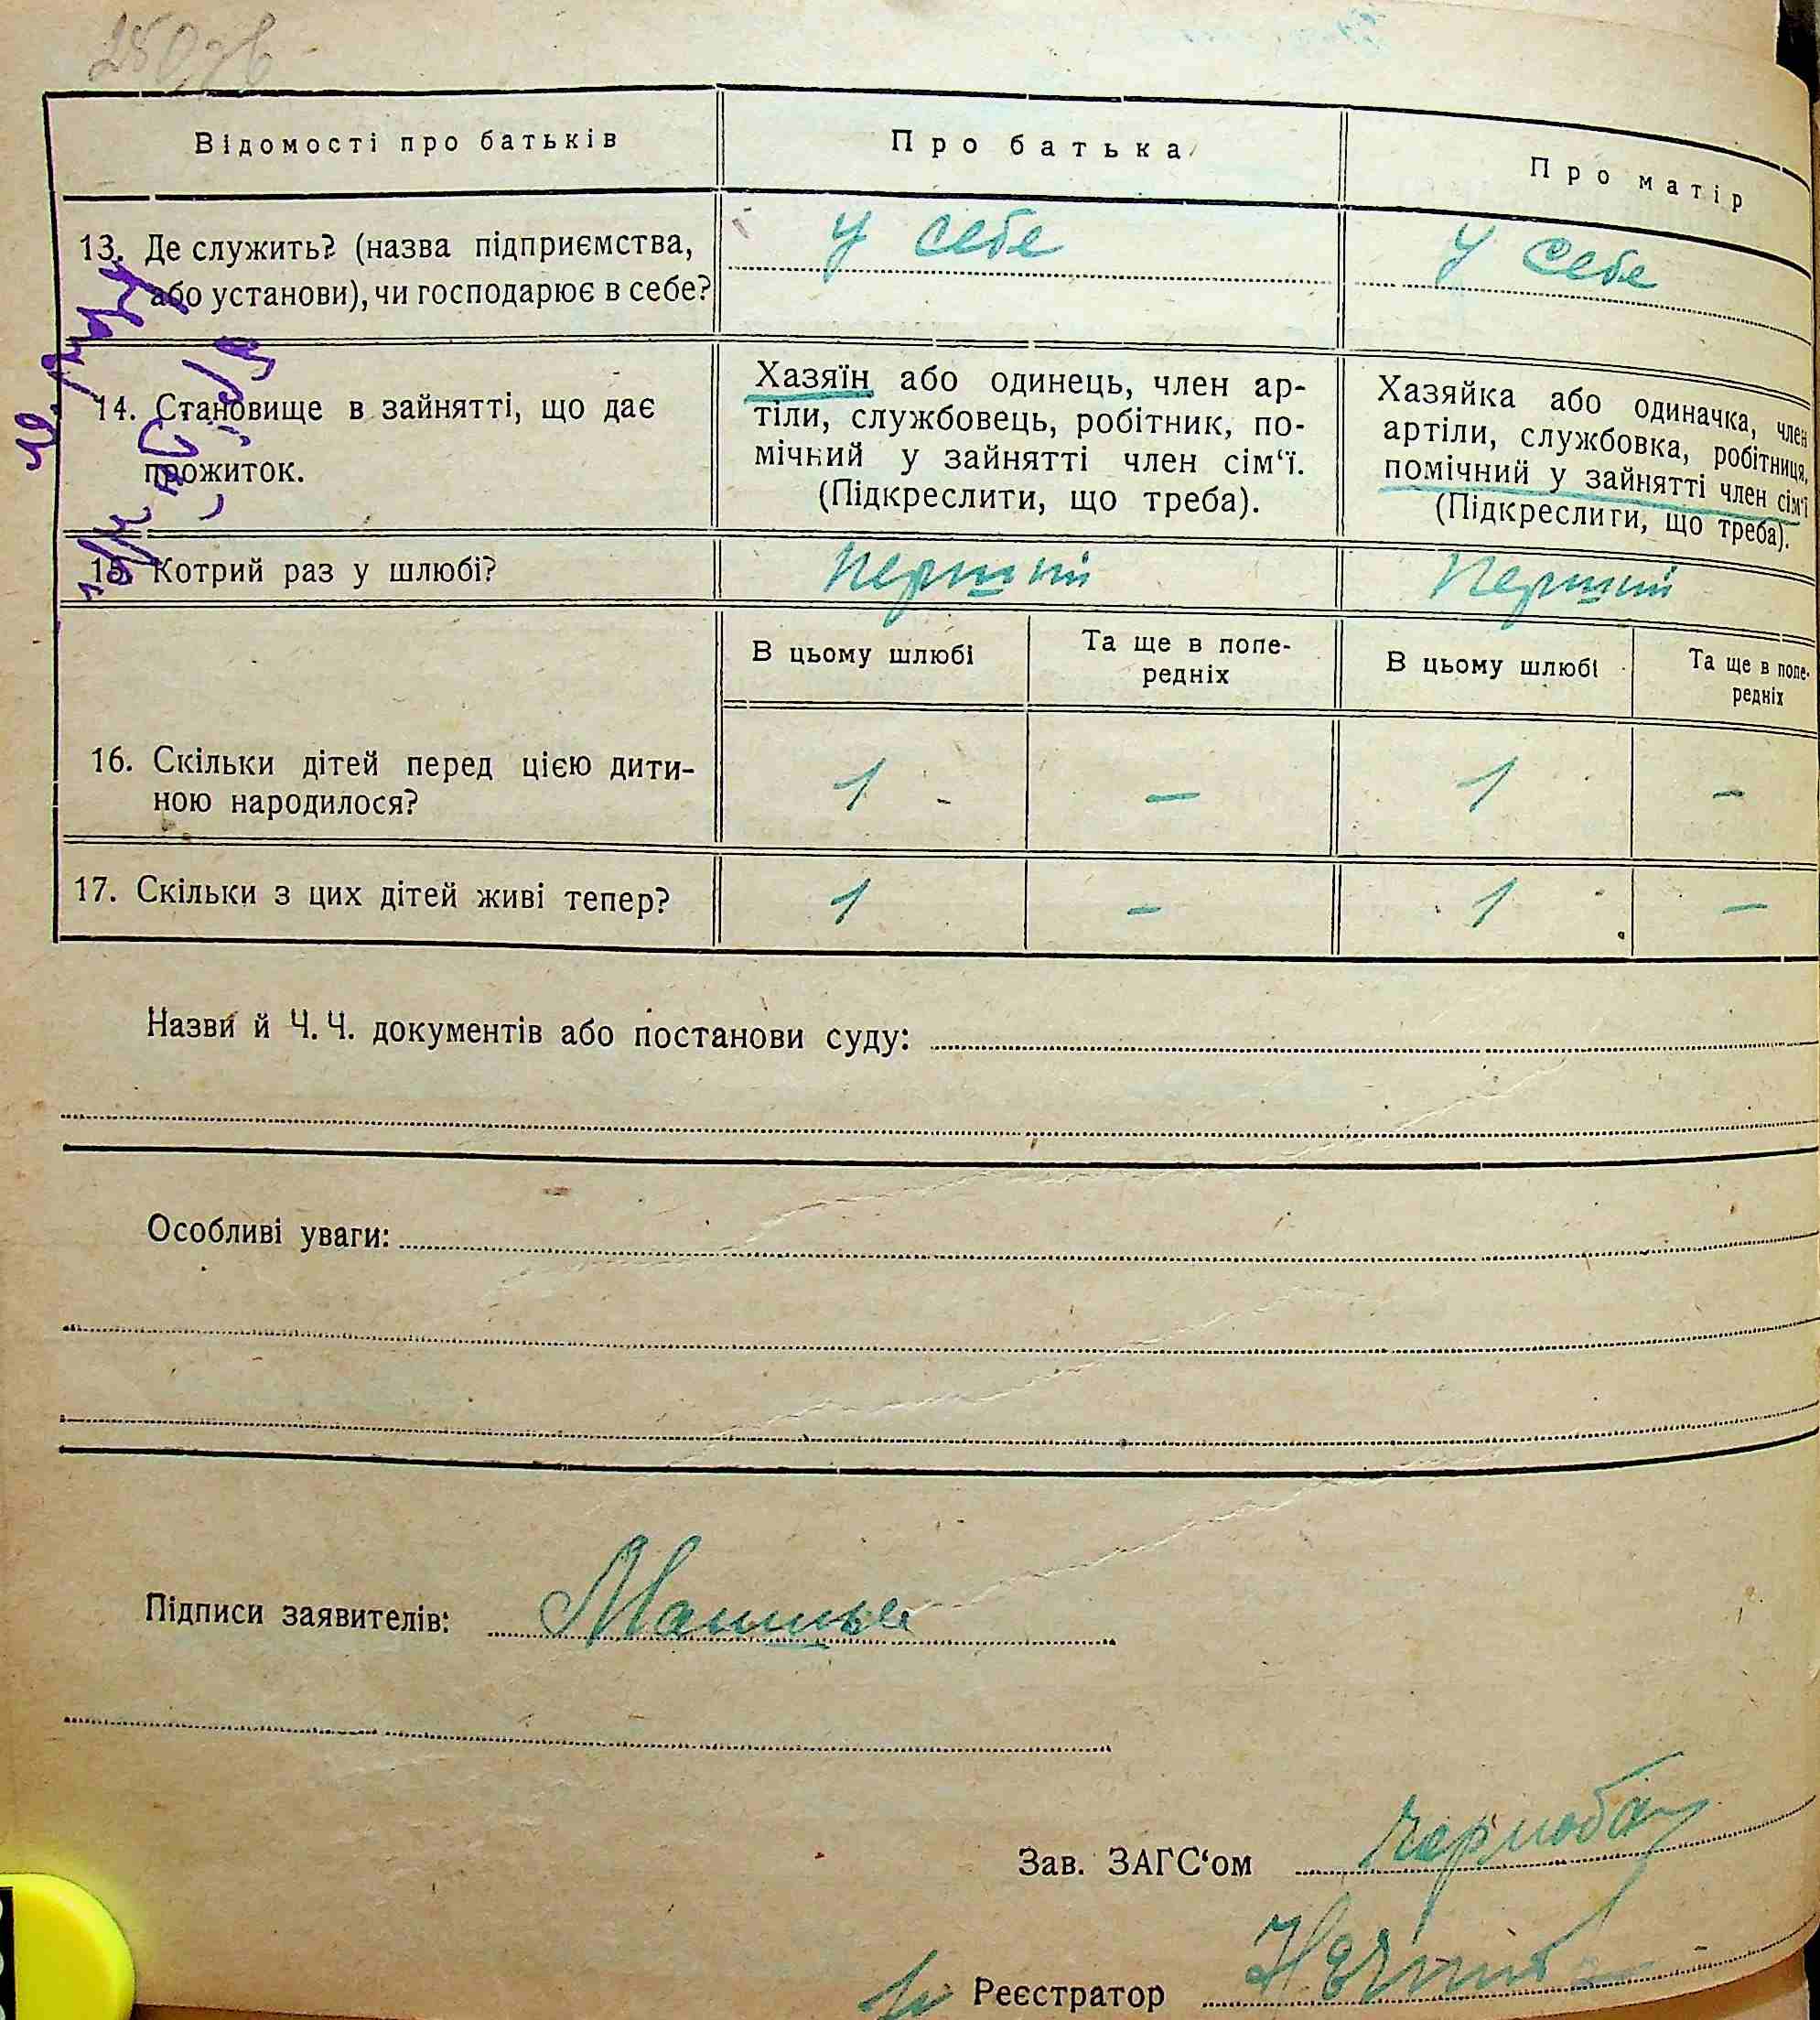 Відомості про батьків
Про батька
Про матір
13. Де служить? (назва підприємства,
або установи), чи господарює в себе?
У себе
У себе
14. Становище в зайнятті, що дає
прожиток.
Хазяїн або одинець, член ар-
тіли, службовець, робітник, по-
мічний у зайнятті член сім‘ї.
(Підкреслити, що треба).
Хазяйка або одиначка, член
артіли, службовка, робітниця,
помічний у зайнятті член сім‘ї
(Підкреслити, що треба).
15. Котрий раз у шлюбі?
Перший
Перший
В цьому шлюбі
Та ще в попе-
редніх
В цьому шлюбі
Та ще в попе-
редніх
16. Скільки дітей перед цією дити-
ною народилося?
1 – 1 –
17. Скільки з цих дітей живі тепер?
1 – 1 –
Назви й Ч.Ч. документів або постанови суду:
Особливі уваги:
Підписи заявителів:
Зав. ЗАГС‘ом
Реєстратор